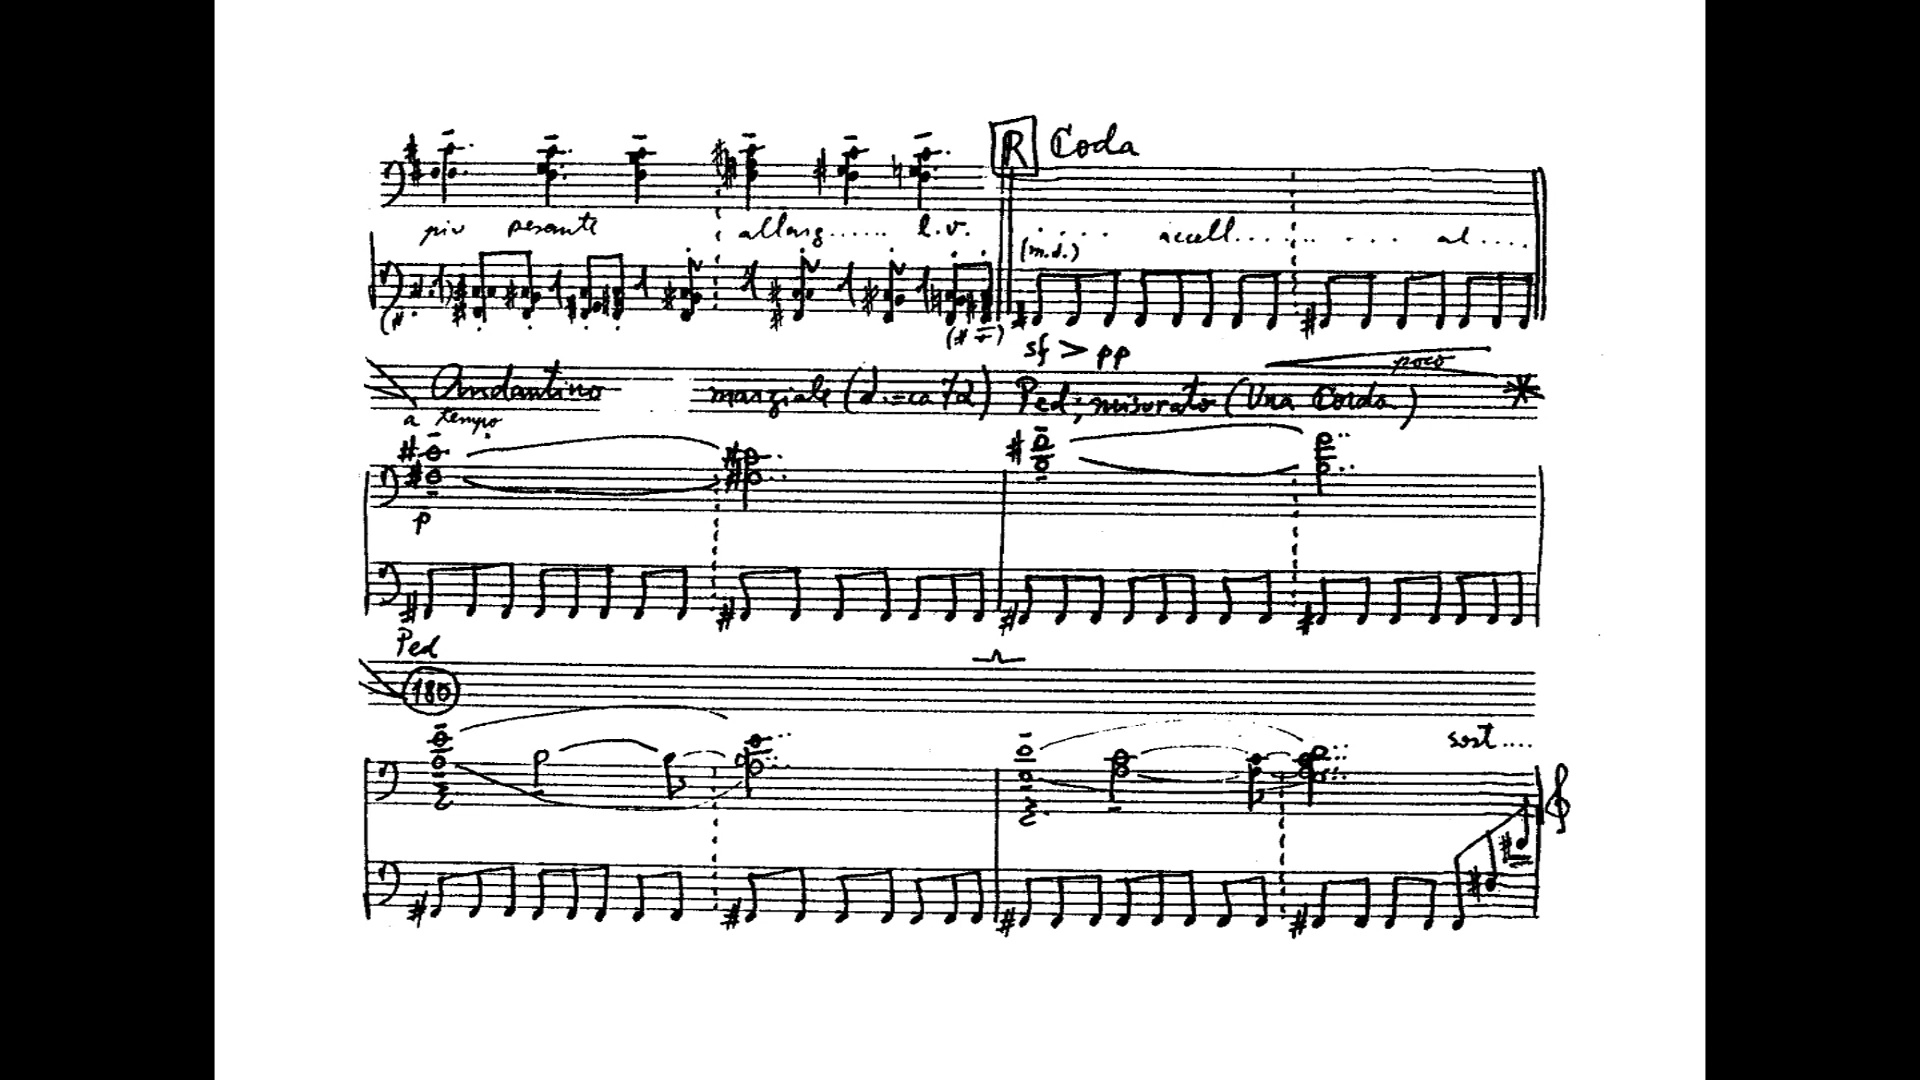 R Coda
più pesante allarg...... l.v. .... accell....... ... al ....
(m.d.)
sf > pp
poco
Andantino marziale (d.=ca 72) Ped; misurato (Una Corda)
a tempo
p
Ped
180
sost....